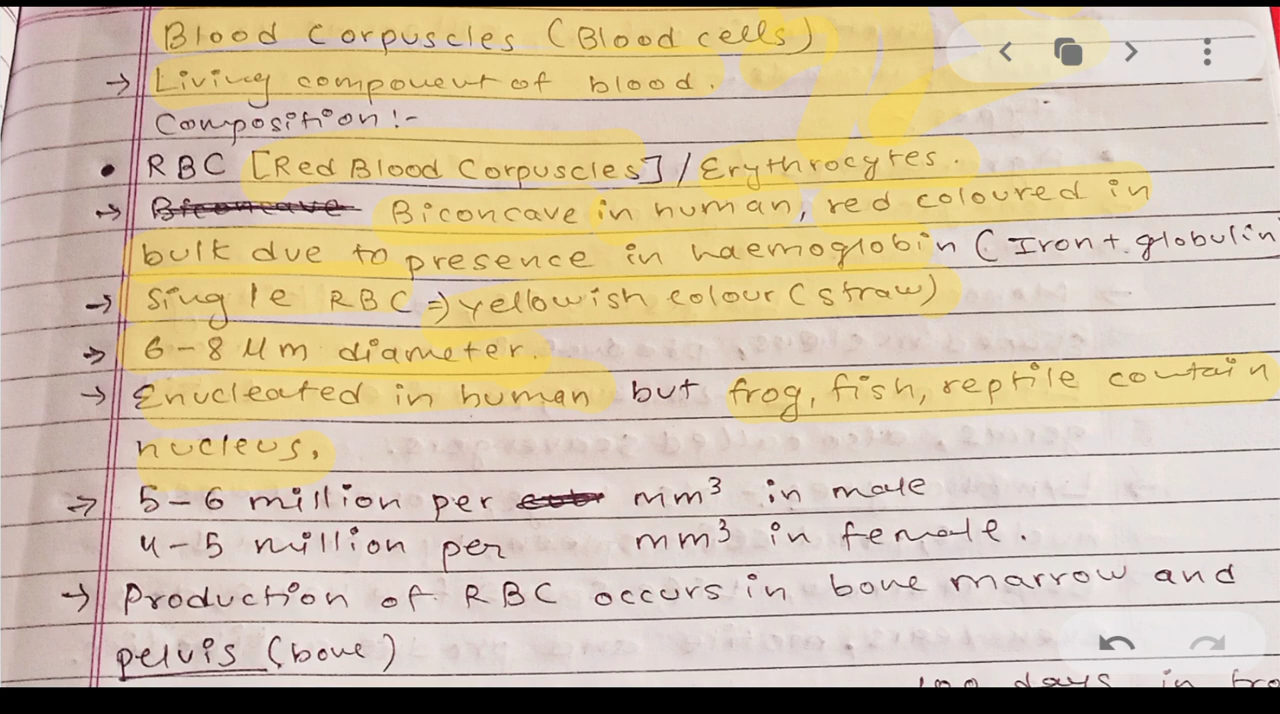 Blood Corpuscles (Blood cells)
→ Living component of blood.
Composition :-
• RBC [Red Blood Corpuscles] / Erythrocytes.
→ Biconcave Biconcave in human, red coloured in
bulk due to presence in haemoglobin (Iron + globulin
→ Single RBC ⇒ yellowish colour (straw)
→ 6-8 μm diameter
→ Enucleated in human but frog, fish, reptile contain
nucleus.
→ 5-6 million per mm³ in male
4-5 million per mm³ in female.
→ Production of RBC occurs in bone marrow and
pelvis (bone)
days in